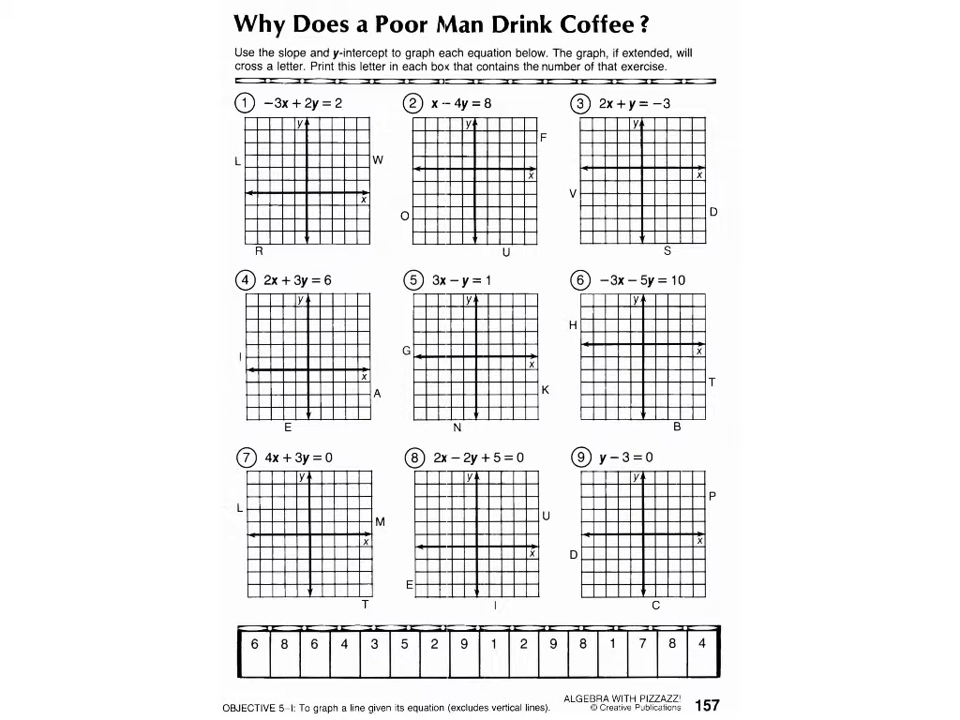 Why Does a Poor Man Drink Coffee?
Use the slope and y-intercept to graph each equation below. The graph, if extended, will
cross a letter. Print this letter in each box that contains the number of that exercise.
1 −3x + 2y = 2
2 x − 4y = 8
3 2x + y = −3
y
L
W
x
R
y
F
x
O
U
y
x
V
D
S
4 2x + 3y = 6
5 3x − y = 1
6 −3x − 5y = 10
y
I
x
A
E
y
G
x
K
N
y
H
x
T
B
7 4x + 3y = 0
8 2x − 2y + 5 = 0
9 y − 3 = 0
y
L
M
x
T
y
U
x
E
I
y
P
x
D
C
6 8 6 4 3 5 2 9 1 2 9 8 1 7 8 4
OBJECTIVE 5–l: To graph a line given its equation (excludes vertical lines).
ALGEBRA WITH PIZZAZZ!
© Creative Publications
157